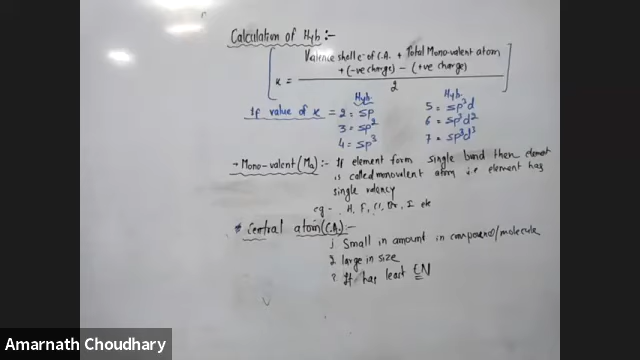 Calculation of Hyb :-
x = Valence shell e⁻ of C.A. + Total Mono-valent atom
+ (-ve charge) - (+ve charge)
2
Hyb Hyb
If value of x = 2 = sp 5 = sp³d
3 = sp² 6 = sp³d²
4 = sp³ 7 = sp³d³
→ Mono-valent (Ma) :- If element form single bond then element
is called monovalent atom i.e element has
single valency
eg - H, F, Cl, Br, I etc
* Central atom (C.A.) :-
1 Small in amount in compound/molecule
2 large in size
3 It has least EN
Amarnath Choudhary